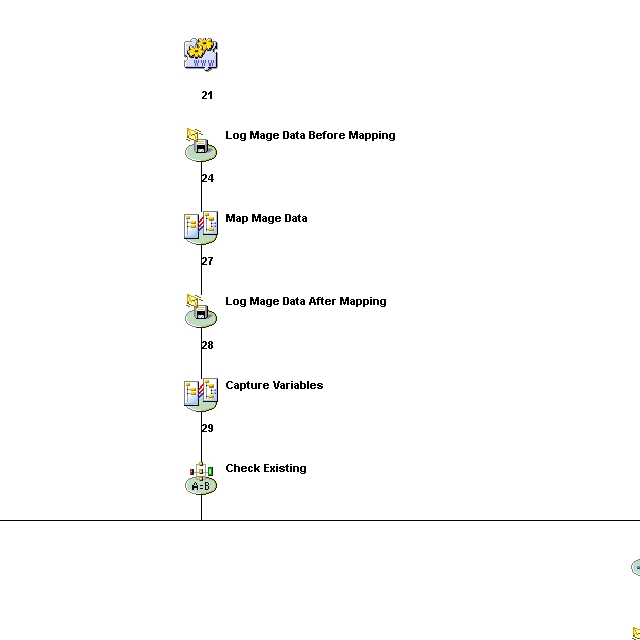 21
Log Mage Data Before Mapping
24
Map Mage Data
27
Log Mage Data After Mapping
28
Capture Variables
29
Check Existing
A=B